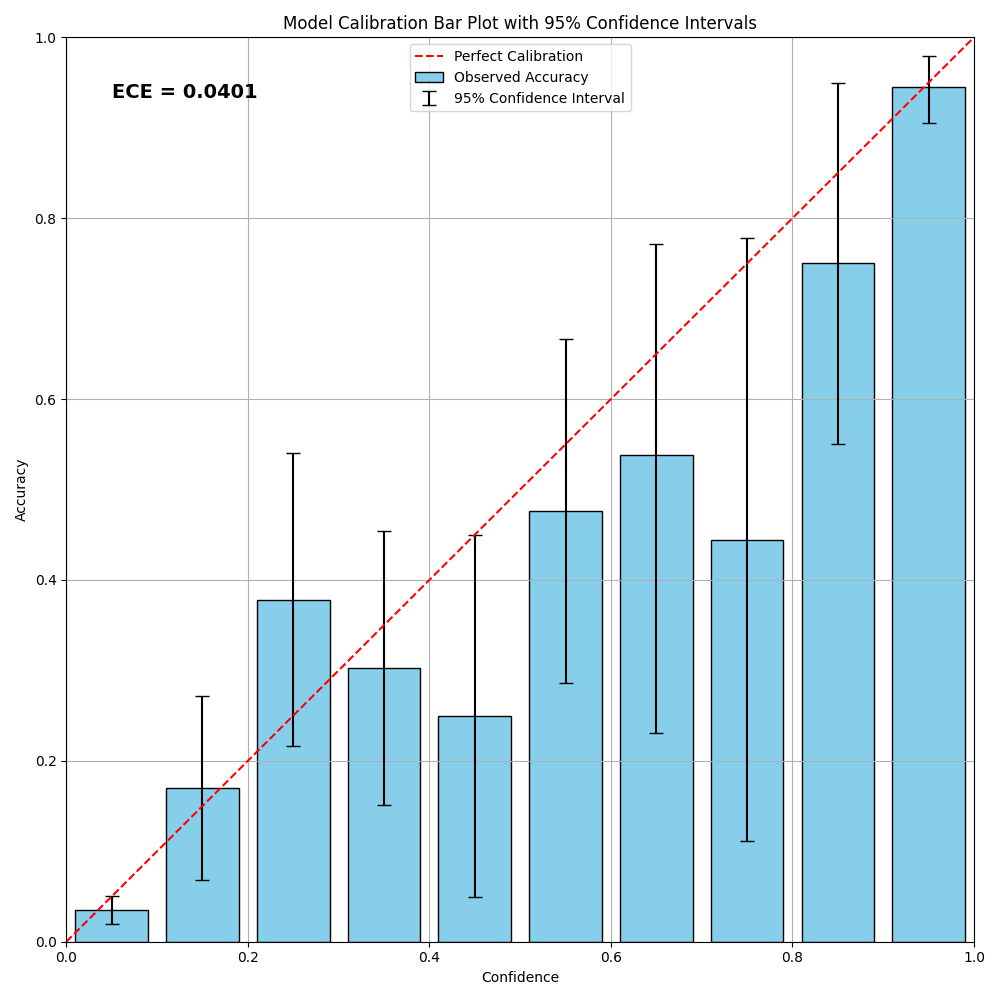 Model Calibration Bar Plot with 95% Confidence Intervals
Perfect Calibration
Observed Accuracy
95% Confidence Interval
ECE = 0.0401
Accuracy
1.0
0.8
0.6
0.4
0.2
0.0
0.0 0.2 0.4 0.6 0.8 1.0
Confidence